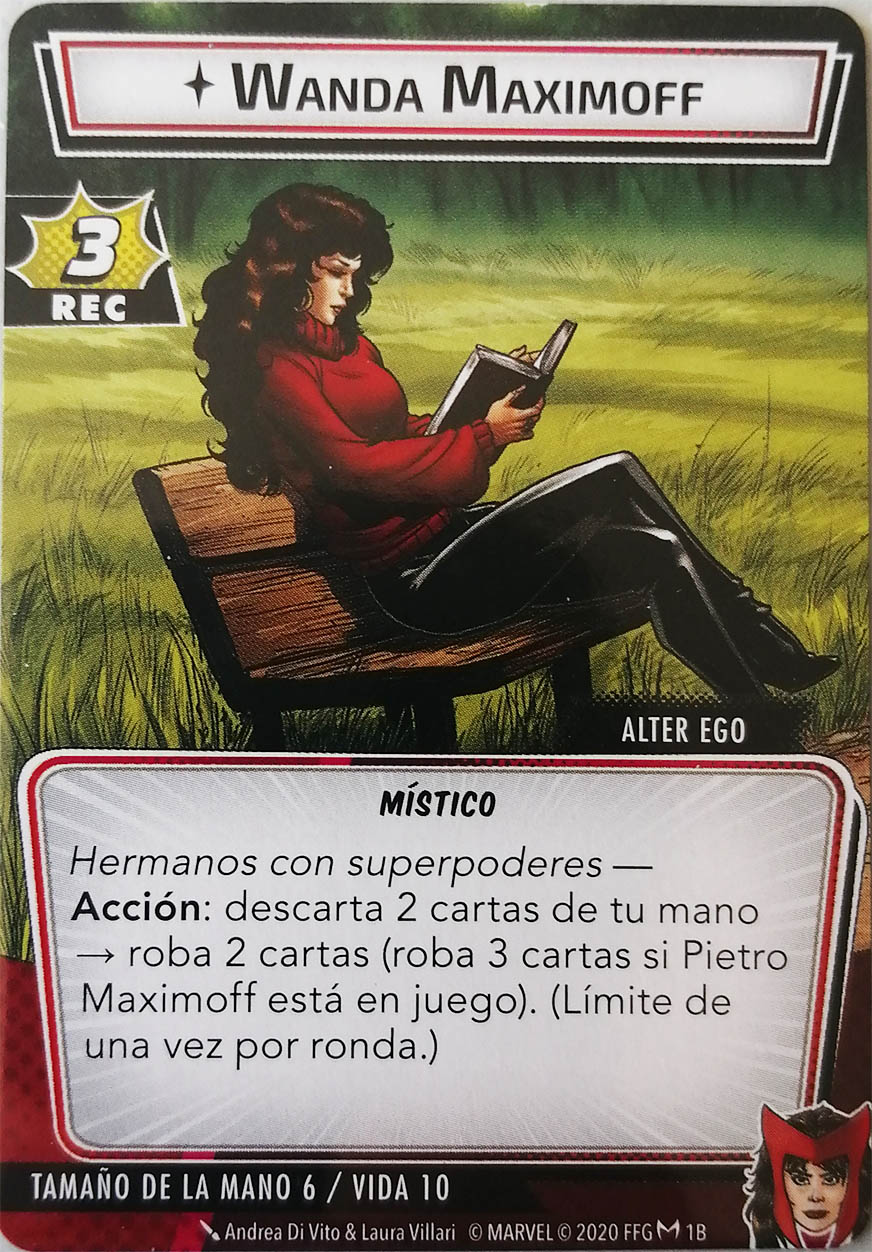 WANDA MAXIMOFF
3
REC
ALTER EGO
MÍSTICO
Hermanos con superpoderes —
Acción: descarta 2 cartas de tu mano
→ roba 2 cartas (roba 3 cartas si Pietro
Maximoff está en juego). (Límite de
una vez por ronda.)
TAMAÑO DE LA MANO 6 / VIDA 10
Andrea Di Vito & Laura Villari © MARVEL © 2020 FFG 1B